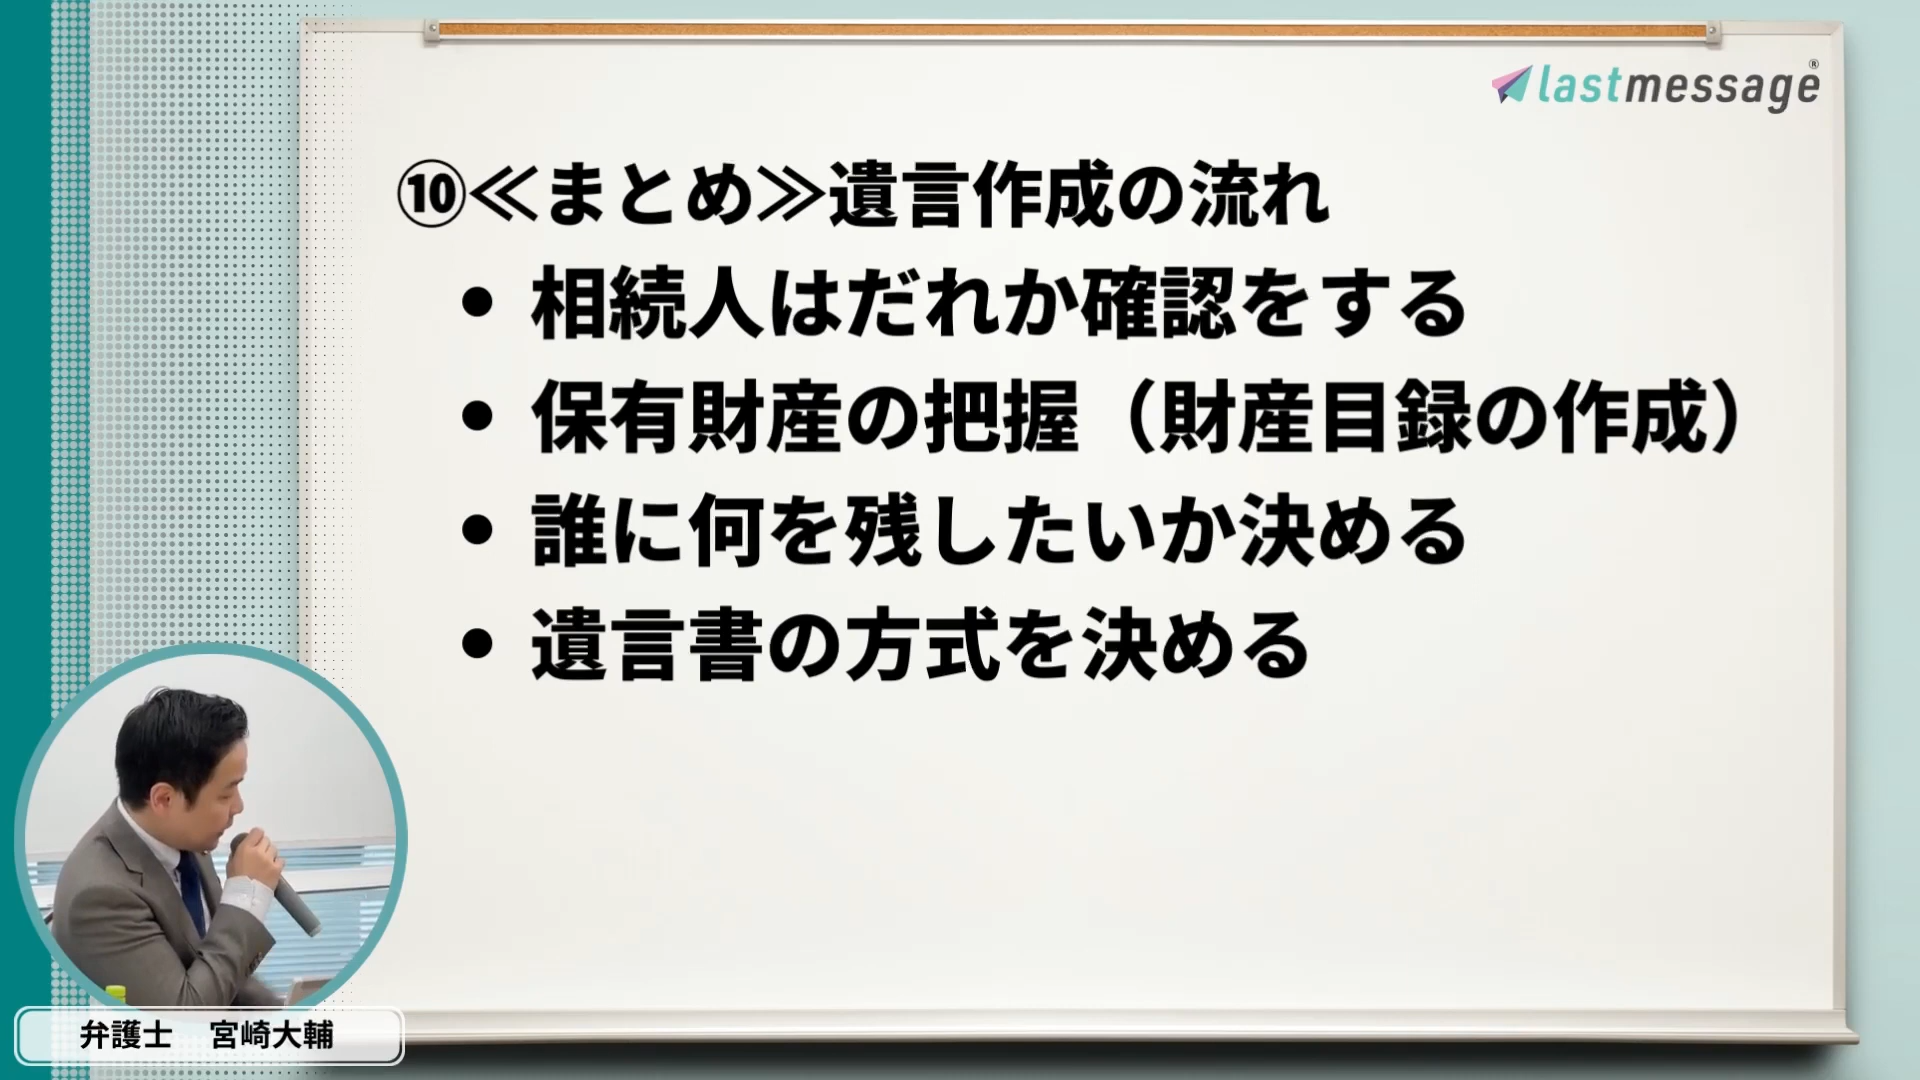 lastmessage®
⑩≪まとめ≫遺言作成の流れ
• 相続人はだれか確認をする
• 保有財産の把握（財産目録の作成）
• 誰に何を残したいか決める
• 遺言書の方式を決める
弁護士 宮崎大輔